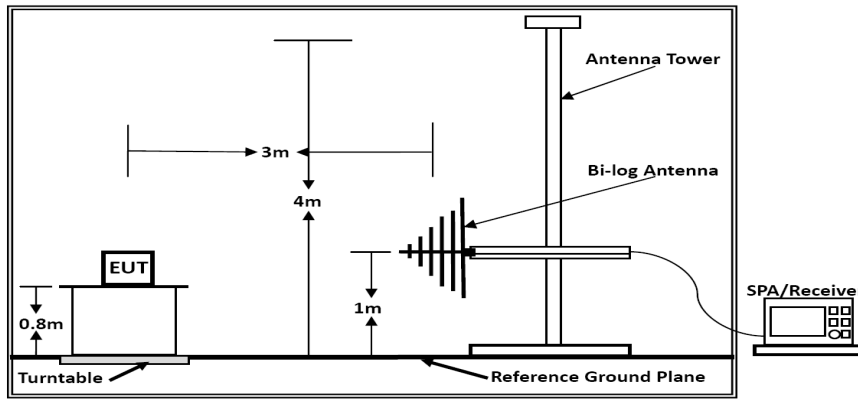 Antenna Tower
3m
Bi-log Antenna
4m
EUT
SPA/Receiver
0.8m
1m
Turntable
Reference Ground Plane